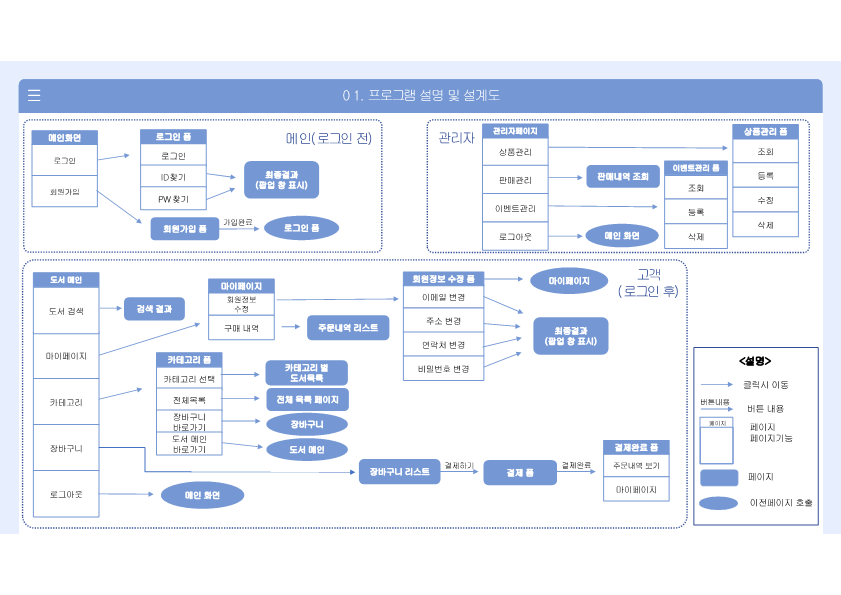 0 1. 프로그램 설명 및 설계도
메인(로그인 전)
메인화면
로그인
회원가입
로그인 폼
로그인
ID찾기
PW 찾기
최종결과
(팝업 창 표시)
회원가입 폼
가입완료
로그인 폼
관리자
관리자페이지
상품관리
판매관리
이벤트관리
로그아웃
판매내역 조회
메인 화면
이벤트관리 폼
조회
등록
삭제
상품관리 폼
조회
등록
수정
삭제
고객
(로그인 후)
도서 메인
도서 검색
마이페이지
카테고리
장바구니
로그아웃
검색 결과
마이페이지
회원정보
수정
구매 내역
주문내역 리스트
회원정보 수정 폼
이메일 변경
주소 변경
연락처 변경
비밀번호 변경
마이페이지
최종결과
(팝업 창 표시)
카테고리 폼
카테고리 선택
전체목록
장바구니
바로가기
도서 메인
바로가기
카테고리 별
도서목록
전체 목록 페이지
장바구니
도서 메인
장바구니 리스트
결제하기
결제 폼
결제완료
결제완료 폼
주문내역 보기
마이페이지
메인 화면
<설명>
클릭시 이동
버튼내용
버튼 내용
페이지
페이지
페이지기능
페이지
이전페이지 호출